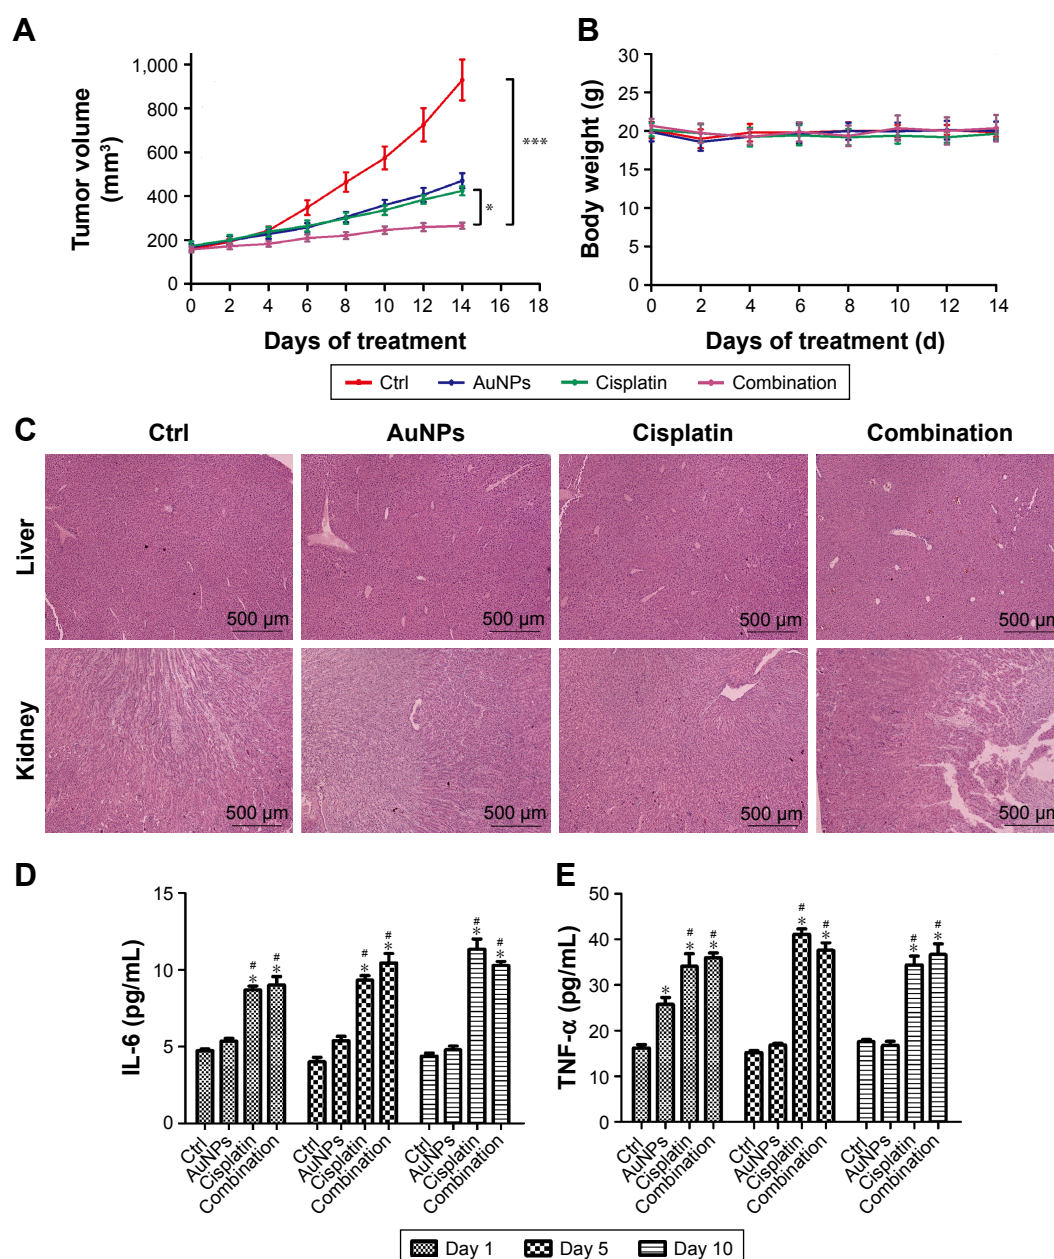 A
Tumor volume
(mm³)
1,000
800
600
400
200
0
0 2 4 6 8 10 12 14 16 18
Days of treatment
***
*
B
Body weight (g)
30
25
20
15
10
5
0
0 2 4 6 8 10 12 14
Days of treatment (d)
Ctrl AuNPs Cisplatin Combination
C
Ctrl AuNPs Cisplatin Combination
Liver
500 µm 500 µm 500 µm 500 µm
Kidney
500 µm 500 µm 500 µm 500 µm
D
IL-6 (pg/mL)
15
10
5
0
# * # * # * # * # * # *
Ctrl AuNPs Cisplatin Combination Ctrl AuNPs Cisplatin Combination Ctrl AuNPs Cisplatin Combination
E
TNF-α (pg/mL)
50
40
30
20
10
0
* # * # * # * # * # * # *
Ctrl AuNPs Cisplatin Combination Ctrl AuNPs Cisplatin Combination Ctrl AuNPs Cisplatin Combination
Day 1 Day 5 Day 10